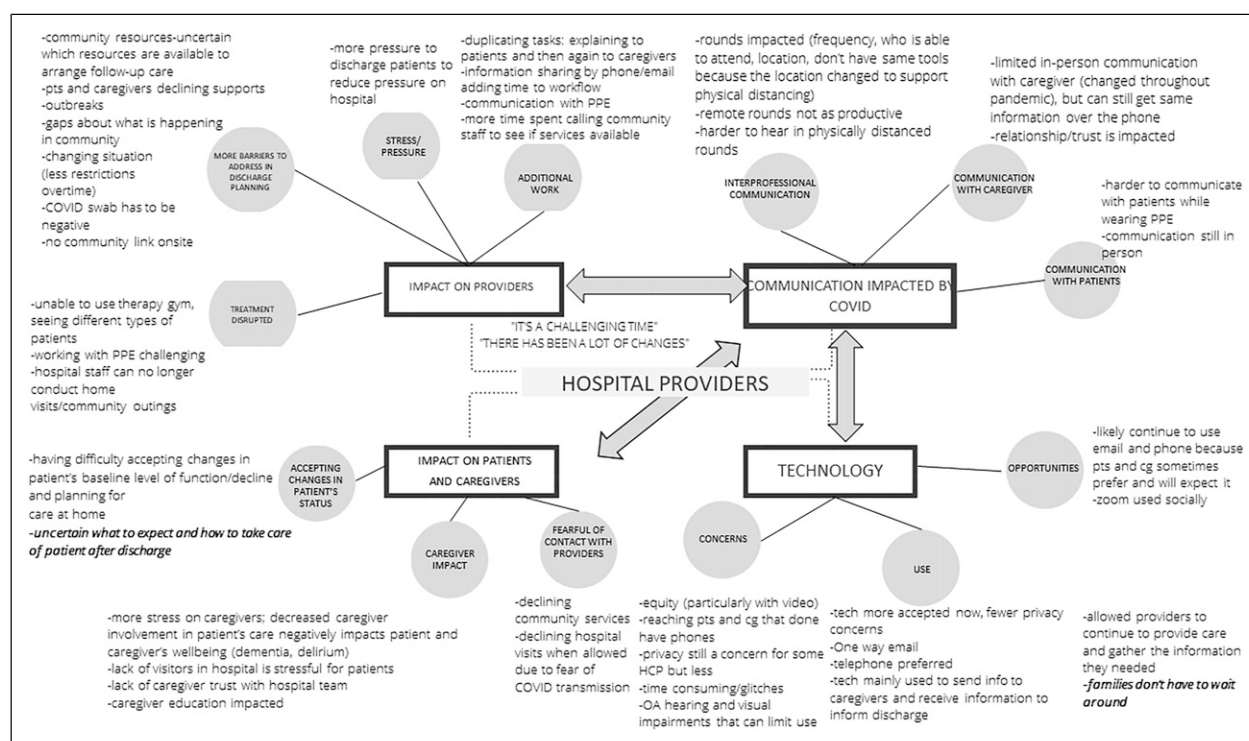 -community resources-uncertain
which resources are available to
arrange follow-up care
-pts and caregivers declining supports
-outbreaks
-gaps about what is happening
in community
-changing situation
(less restrictions
overtime)
-COVID swab has to be
negative
-no community link onsite
MORE BARRIERS TO
ADDRESS IN
DISCHARGE
PLANNING
-more pressure to
discharge patients to
reduce pressure on
hospital
STRESS/
PRESSURE
-duplicating tasks: explaining to
patients and then again to caregivers
-information sharing by phone/email
adding time to workflow
-communication with PPE
-more time spent calling community
staff to see if services available
ADDITIONAL
WORK
-rounds impacted (frequency, who is able
to attend, location, don't have same tools
because the location changed to support
physical distancing)
-remote rounds not as productive
-harder to hear in physically distanced
rounds
INTERPROFESSIONAL
COMMUNICATION
-limited in-person communication
with caregiver (changed throughout
pandemic), but can still get same
information over the phone
-relationship/trust is impacted
COMMUNICATION
WITH CAREGIVER
-harder to communicate
with patients while
wearing PPE
-communication still in
person
COMMUNICATION
WITH PATIENTS
IMPACT ON PROVIDERS
COMMUNICATION IMPACTED BY
COVID
-unable to use therapy gym,
seeing different types of
patients
-working with PPE challenging
-hospital staff can no longer
conduct home
visits/community outings
TREATMENT
DISRUPTED
"IT'S A CHALLENGING TIME"
"THERE HAS BEEN A LOT OF CHANGES"
HOSPITAL PROVIDERS
IMPACT ON PATIENTS
AND CAREGIVERS
TECHNOLOGY
-having difficulty accepting changes in
patient's baseline level of function/decline
and planning for
care at home
-uncertain what to expect and how to take care
of patient after discharge
ACCEPTING
CHANGES IN
PATIENT'S
STATUS
CAREGIVER
IMPACT
FEARFUL OF
CONTACT WITH
PROVIDERS
CONCERNS
USE
OPPORTUNITIES
-likely continue to use
email and phone because
pts and cg sometimes
prefer and will expect it
-zoom used socially
-more stress on caregivers; decreased caregiver
involvement in patient's care negatively impacts patient and
caregiver's wellbeing (dementia, delirium)
-lack of visitors in hospital is stressful for patients
-lack of caregiver trust with hospital team
-caregiver education impacted
-declining
community services
-declining hospital
visits when allowed
due to fear of
COVID transmission
-equity (particularly with video)
-reaching pts and cg that done
have phones
-privacy still a concern for some
HCP but less
-time consuming/glitches
-OA hearing and visual
impairments that can limit use
-tech more accepted now, fewer privacy
concerns
-One way email
-telephone preferred
-tech mainly used to send info to
caregivers and receive information to
inform discharge
-allowed providers to
continue to provide care
and gather the information
they needed
-families don't have to wait
around